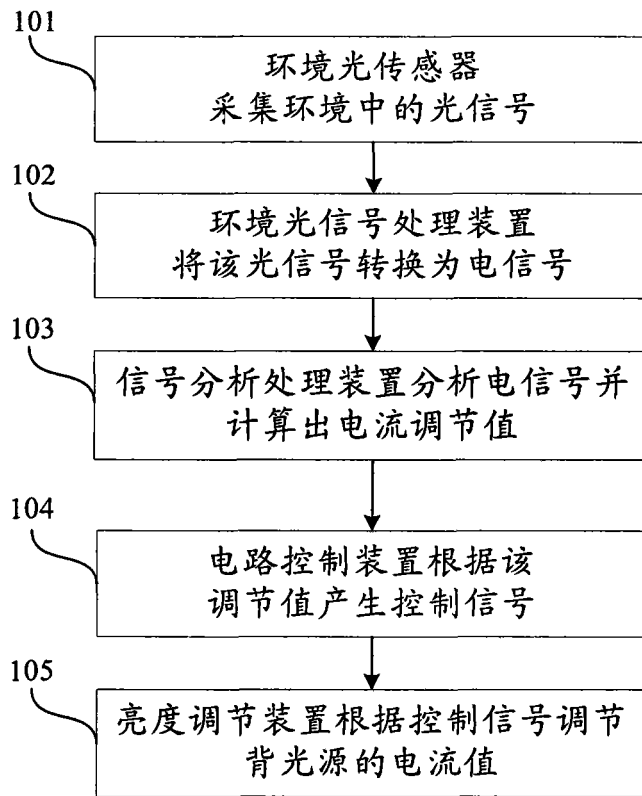 101
环境光传感器
采集环境中的光信号
102
环境光信号处理装置
将该光信号转换为电信号
103
信号分析处理装置分析电信号并
计算出电流调节值
104
电路控制装置根据该
调节值产生控制信号
105
亮度调节装置根据控制信号调节
背光源的电流值